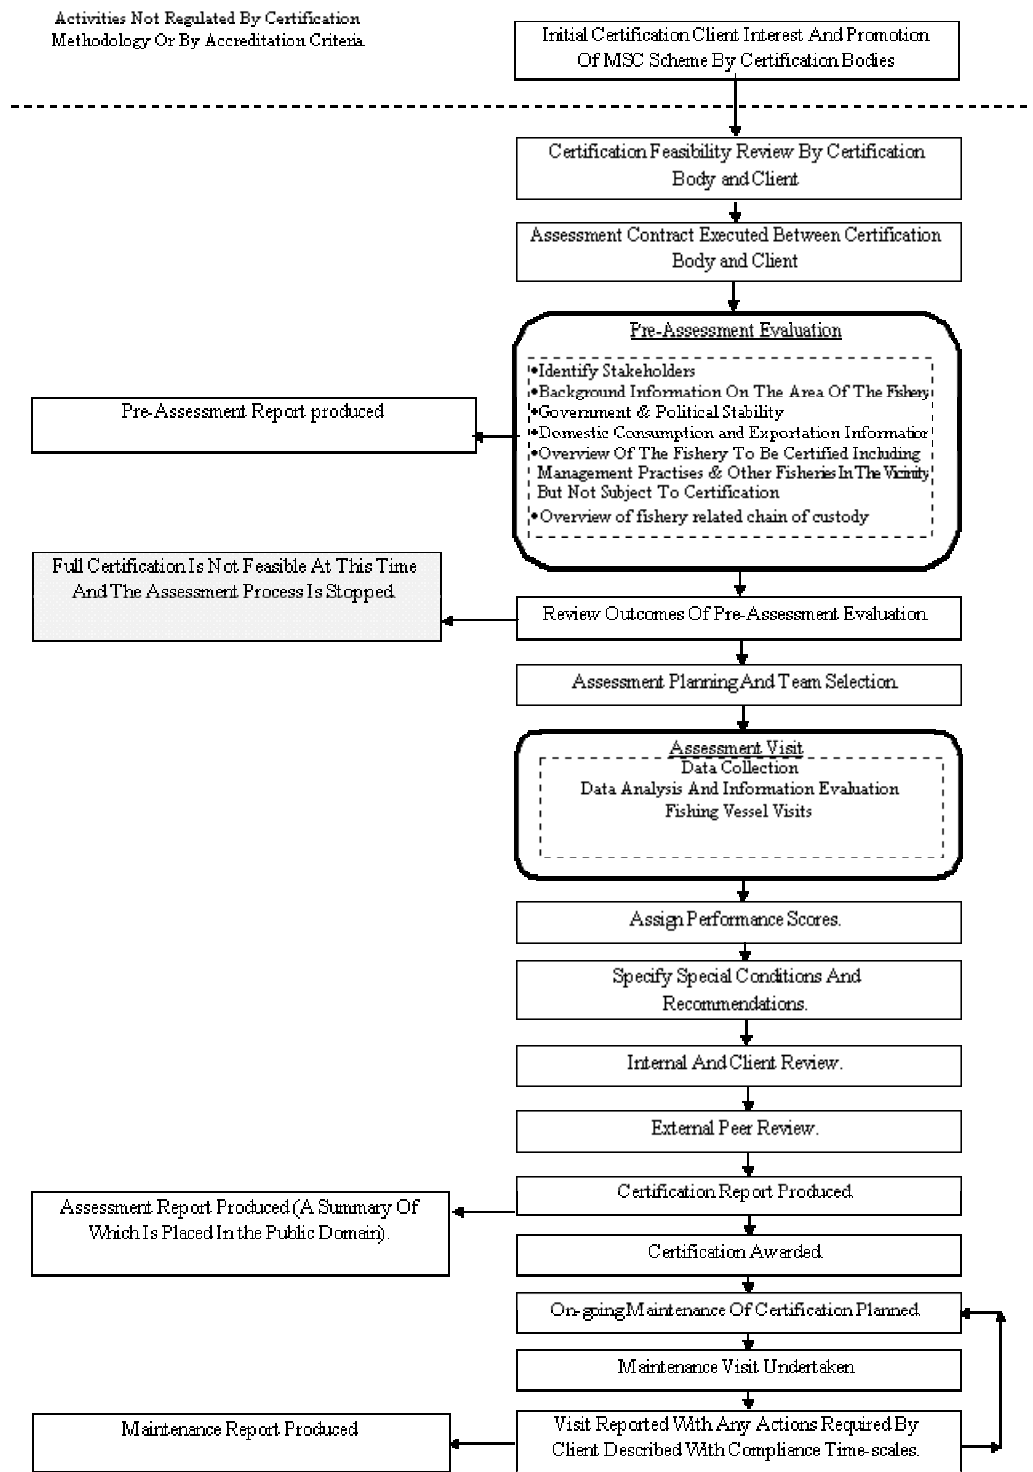 Activities Not Regulated By Certification
Methodology Or By Accreditation Criteria
Initial Certification Client Interest And Promotion
Of MSC Scheme By Certification Bodies
Certification Feasibility Review By Certification
Body and Client
Assessment Contract Executed Between Certification
Body and Client
Pre-Assessment Evaluation
•Identify Stakeholders
•Background Information On The Area Of The Fishery
•Government & Political Stability
•Domestic Consumption and Exportation Information
•Overview Of The Fishery To Be Certified Including
Management Practises & Other Fisheries In The Vicinity
But Not Subject To Certification
•Overview of fishery related chain of custody
Pre-Assessment Report produced
Full Certification Is Not Feasible At This Time
And The Assessment Process Is Stopped.
Review Outcomes Of Pre-Assessment Evaluation
Assessment Planning And Team Selection.
Assessment Visit
Data Collection
Data Analysis And Information Evaluation
Fishing Vessel Visits
Assign Performance Scores.
Specify Special Conditions And
Recommendations.
Internal And Client Review.
External Peer Review.
Certification Report Produced.
Assessment Report Produced (A Summary Of
Which Is Placed In the Public Domain).
Certification Awarded.
On-going Maintenance Of Certification Planned.
Maintenance Visit Undertaken
Visit Reported With Any Actions Required By
Client Described With Compliance Time-scales.
Maintenance Report Produced